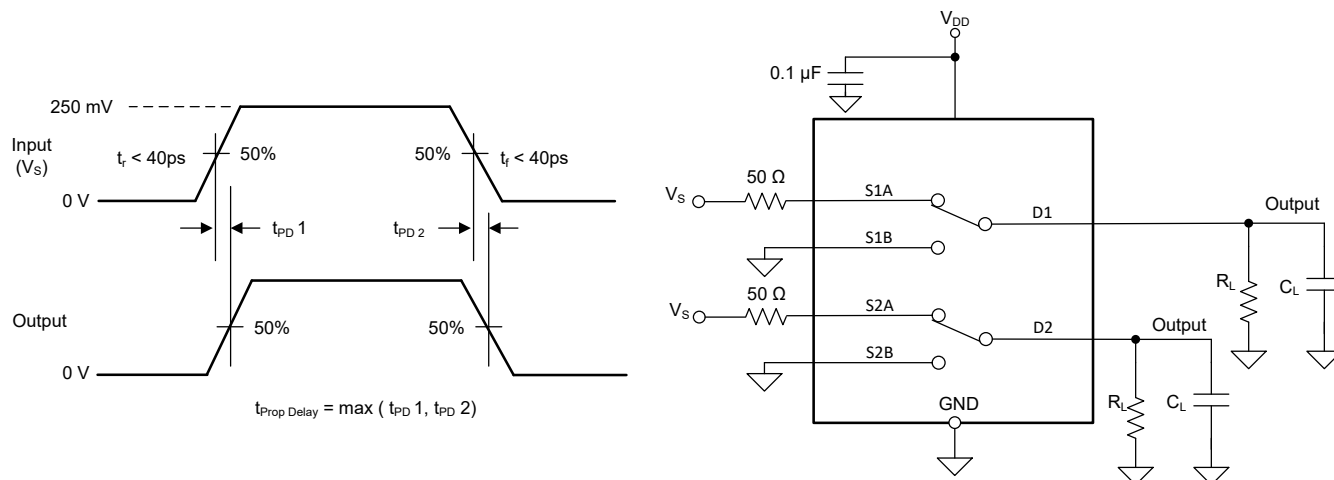 250 mV
Input
(VS)
tr < 40ps
50%
50%
tf < 40ps
0 V
tPD 1
tPD 2
Output
50%
50%
0 V
tProp Delay = max ( tPD 1, tPD 2)
VDD
0.1 µF
VS
50 Ω
S1A
D1
Output
S1B
RL
CL
VS
50 Ω
S2A
D2
Output
S2B
RL
CL
GND